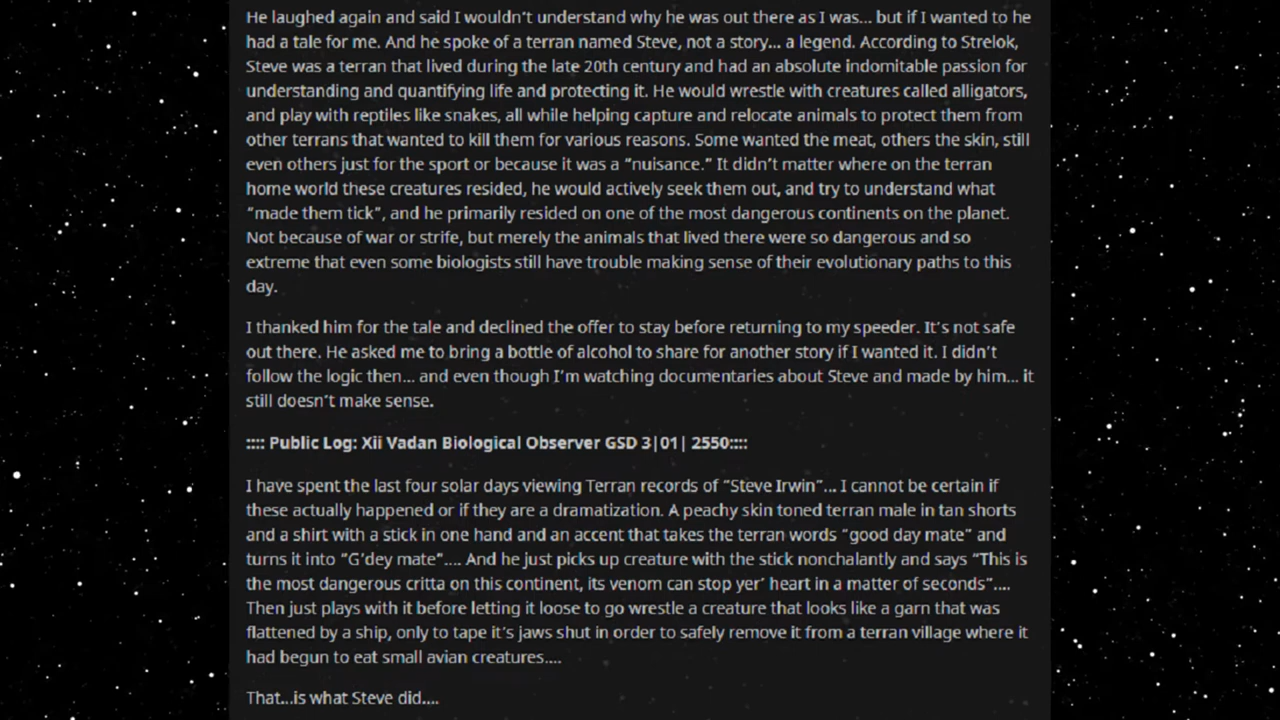 He laughed again and said I wouldn't understand why he was out there as I was... but if I wanted to he
had a tale for me. And he spoke of a terran named Steve, not a story... a legend. According to Strelok,
Steve was a terran that lived during the late 20th century and had an absolute indomitable passion for
understanding and quantifying life and protecting it. He would wrestle with creatures called alligators,
and play with reptiles like snakes, all while helping capture and relocate animals to protect them from
other terrans that wanted to kill them for various reasons. Some wanted the meat, others the skin, still
even others just for the sport or because it was a "nuisance." It didn't matter where on the terran
home world these creatures resided, he would actively seek them out, and try to understand what
"made them tick", and he primarily resided on one of the most dangerous continents on the planet.
Not because of war or strife, but merely the animals that lived there were so dangerous and so
extreme that even some biologists still have trouble making sense of their evolutionary paths to this
day.
I thanked him for the tale and declined the offer to stay before returning to my speeder. It's not safe
out there. He asked me to bring a bottle of alcohol to share for another story if I wanted it. I didn't
follow the logic then... and even though I'm watching documentaries about Steve and made by him... it
still doesn't make sense.
:::: Public Log: Xii Vadan Biological Observer GSD 3|01| 2550::::
I have spent the last four solar days viewing Terran records of "Steve Irwin"... I cannot be certain if
these actually happened or if they are a dramatization. A peachy skin toned terran male in tan shorts
and a shirt with a stick in one hand and an accent that takes the terran words "good day mate" and
turns it into "G'dey mate".... And he just picks up creature with the stick nonchalantly and says "This is
the most dangerous critta on this continent, its venom can stop yer' heart in a matter of seconds"....
Then just plays with it before letting it loose to go wrestle a creature that looks like a garn that was
flattened by a ship, only to tape it's jaws shut in order to safely remove it from a terran village where it
had begun to eat small avian creatures....
That...is what Steve did....